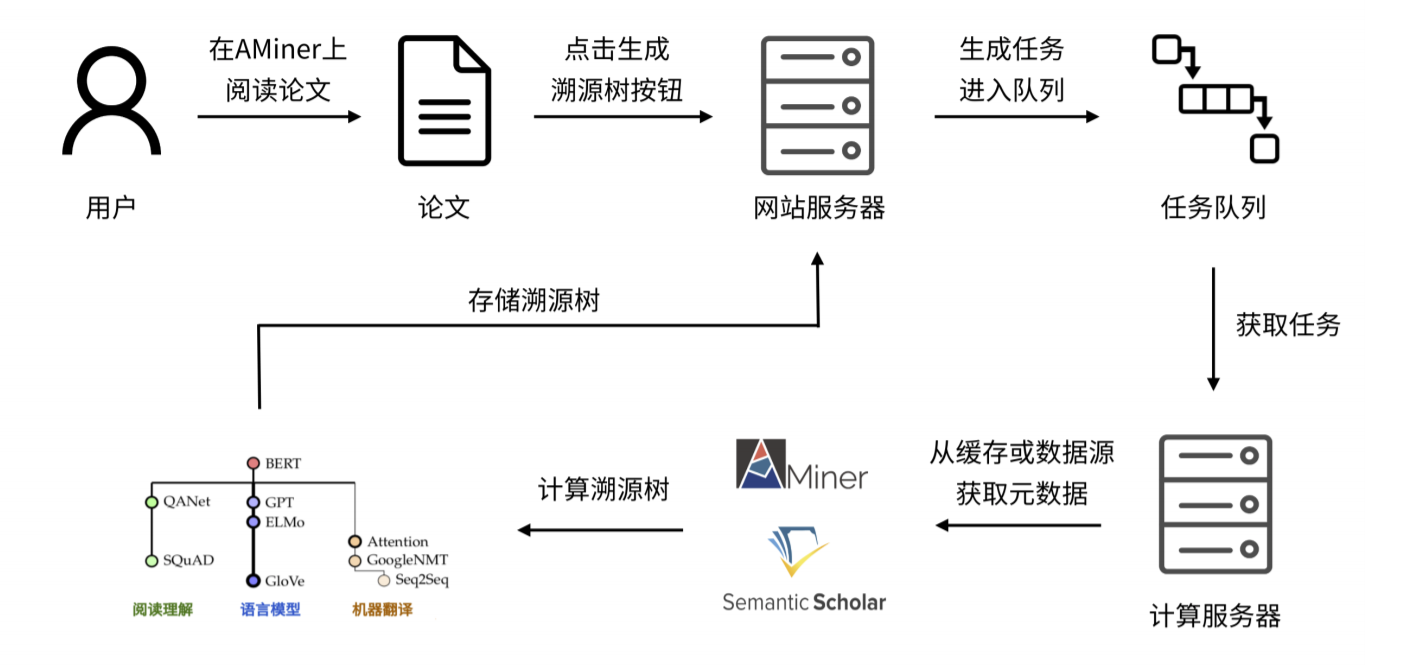 在AMiner上
阅读论文
点击生成
溯源树按钮
生成任务
进入队列
用户
论文
网站服务器
任务队列
存储溯源树
获取任务
BERT
QANet
GPT
ELMo
Attention
GoogleNMT
SQuAD
GloVe
Seq2Seq
阅读理解
语言模型
机器翻译
计算溯源树
AMiner
Semantic Scholar
从缓存或数据源
获取元数据
计算服务器